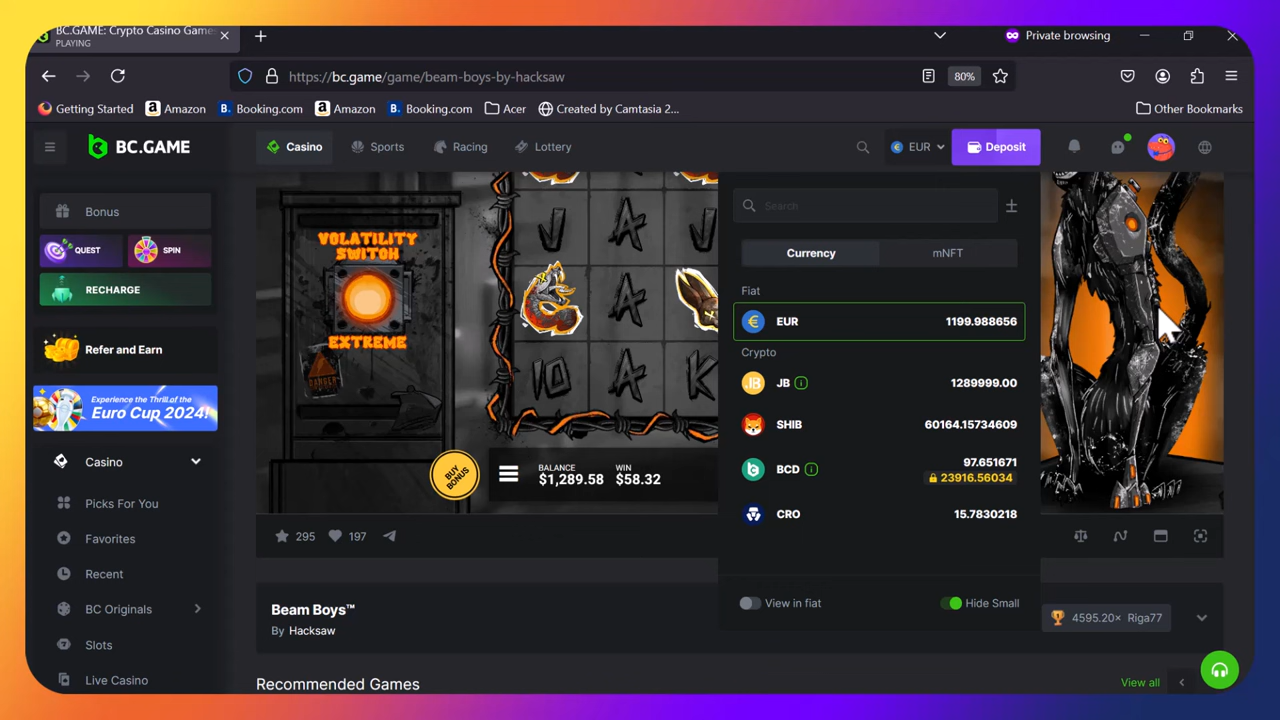 BC.GAME: Crypto Casino Game
PLAYING
Private browsing
https://bc.game/game/beam-boys-by-hacksaw
80%
Getting Started
Amazon
Booking.com
Amazon
Booking.com
Acer
Created by Camtasia 2...
Other Bookmarks
BC.GAME
Casino
Sports
Racing
Lottery
EUR
Deposit
Bonus
QUEST
SPIN
RECHARGE
Refer and Earn
Experience the Thrill of the
Euro Cup 2024!
Casino
Picks For You
Favorites
Recent
BC Originals
Slots
Live Casino
VOLATILITY
SWITCH
EXTREME
DANGER
J A J
A
10 A K
BUY
BONUS
BALANCE
$1,289.58
WIN
$58.32
Search
Currency
mNFT
Fiat
EUR 1199.988656
Crypto
JB 1289999.00
SHIB 60164.15734609
BCD 97.651671
23916.56034
CRO 15.7830218
View in fiat
Hide Small
295
197
Beam Boys™
By Hacksaw
4595.20× Riga77
Recommended Games
View all